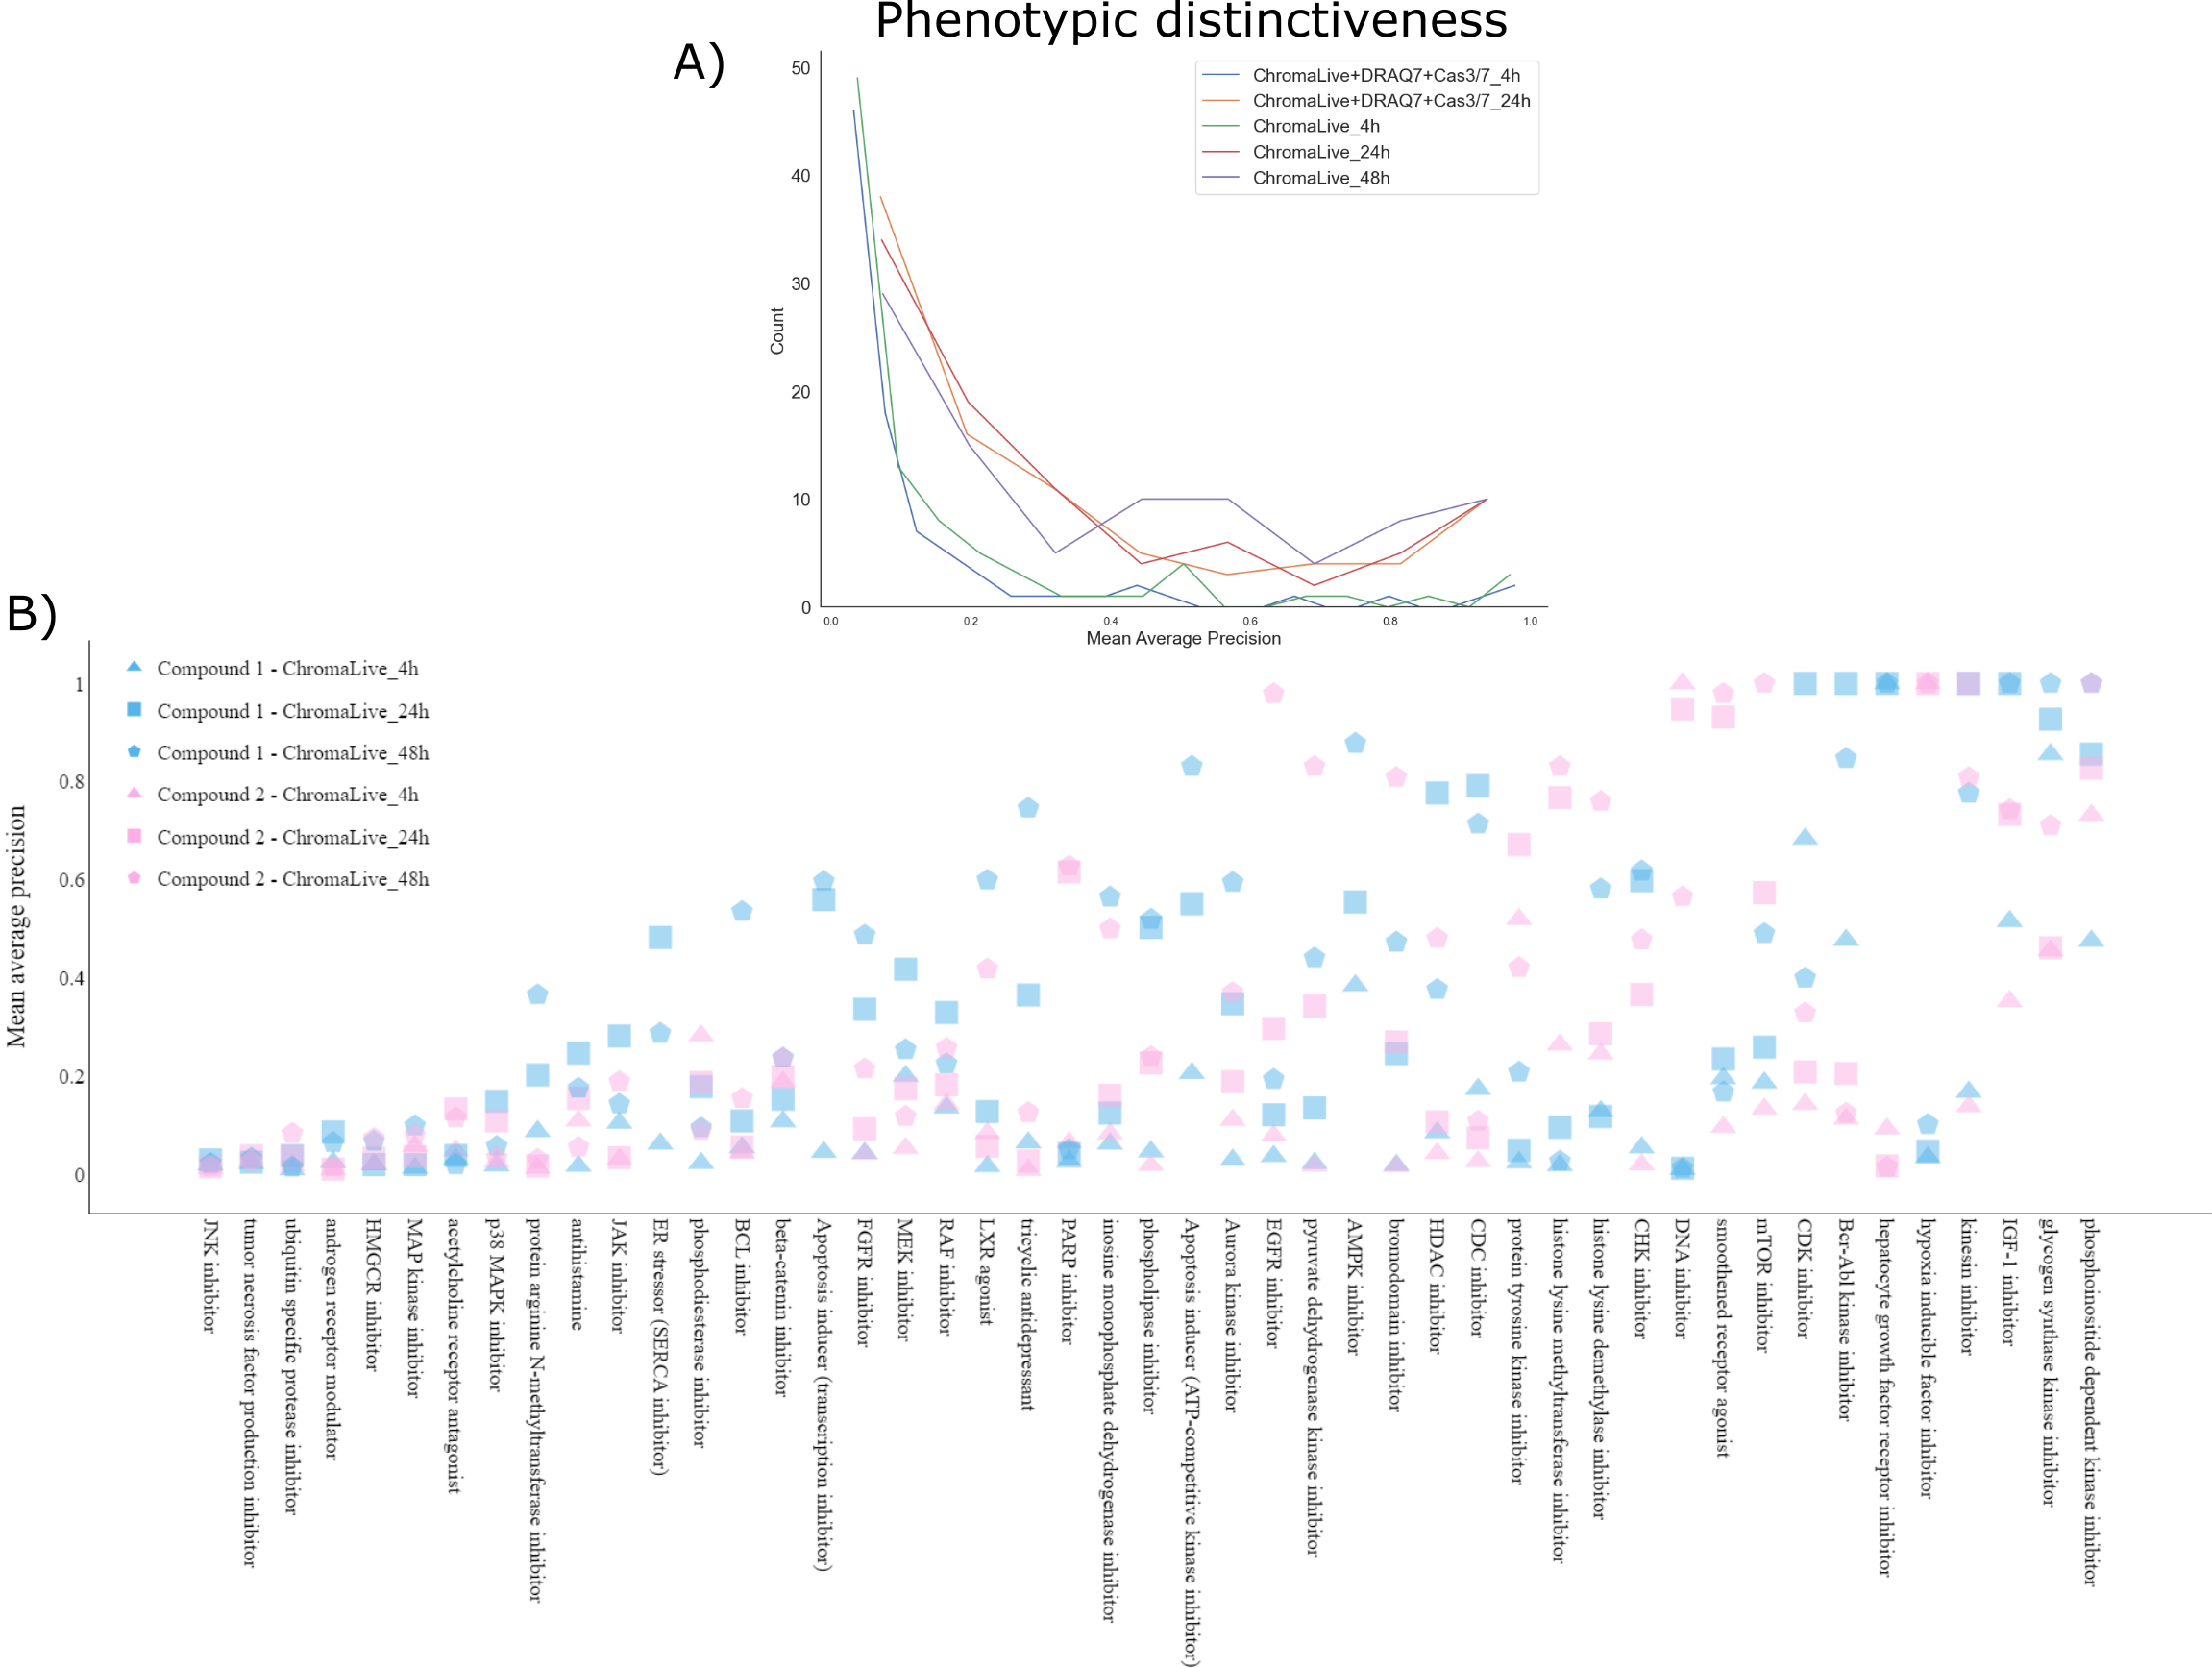 Phenotypic distinctiveness
A)
50
40
30
20
10
0
Count
0.0 0.2 0.4 0.6 0.8 1.0
Mean Average Precision
ChromaLive+DRAQ7+Cas3/7_4h
ChromaLive+DRAQ7+Cas3/7_24h
ChromaLive_4h
ChromaLive_24h
ChromaLive_48h
B)
Compound 1 - ChromaLive_4h
Compound 1 - ChromaLive_24h
Compound 1 - ChromaLive_48h
Compound 2 - ChromaLive_4h
Compound 2 - ChromaLive_24h
Compound 2 - ChromaLive_48h
1
0.8
0.6
0.4
0.2
0
Mean average precision
JNK inhibitor
tumor necrosis factor production inhibitor
ubiquitin specific protease inhibitor
androgen receptor modulator
HMGCR inhibitor
MAP kinase inhibitor
acetylcholine receptor antagonist
p38 MAPK inhibitor
protein arginine N-methyltransferase inhibitor
antihistamine
JAK inhibitor
ER stressor (SERCA inhibitor)
phosphodiesterase inhibitor
BCL inhibitor
beta-catenin inhibitor
Apoptosis inducer (transcription inhibitor)
FGFR inhibitor
MEK inhibitor
RAF inhibitor
LXR agonist
tricyclic antidepressant
PARP inhibitor
inosine monophosphate dehydrogenase inhibitor
phospholipase inhibitor
Apoptosis inducer (ATP-competitive kinase inhibitor)
Aurora kinase inhibitor
EGFR inhibitor
pyruvate dehydrogenase kinase inhibitor
AMPK inhibitor
bromodomain inhibitor
HDAC inhibitor
CDC inhibitor
protein tyrosine kinase inhibitor
histone lysine methyltransferase inhibitor
histone lysine demethylase inhibitor
CHK inhibitor
DNA inhibitor
smoothened receptor agonist
mTOR inhibitor
CDK inhibitor
Bcr-Abl kinase inhibitor
hepatocyte growth factor receptor inhibitor
hypoxia inducible factor inhibitor
kinesin inhibitor
IGF-1 inhibitor
glycogen synthase kinase inhibitor
phosphoinositide dependent kinase inhibitor